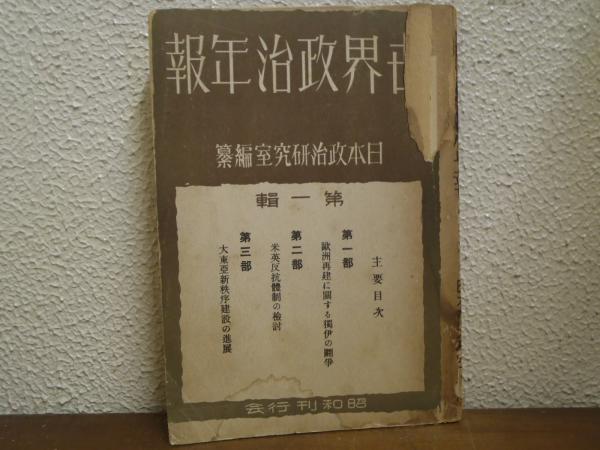 世界政治年報
日本政治研究室編纂
第一輯
主要目次
第一部
歐洲再建に關する獨伊の鬪爭
第二部
米英反抗體制の檢討
第三部
大東亞新秩序建設の進展
昭和刊行会